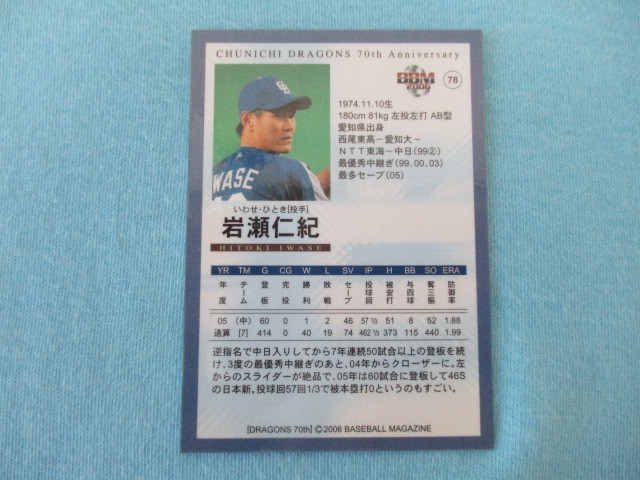 CHUNICHI DRAGONS 70th Anniversary
BBM
2006
78
1974.11.10生
180cm 81kg 左投左打 AB型
愛知県出身
西尾東高－愛知大－
ＮＴＴ東海－中日(99②)
最優秀中継ぎ(99、00、03)
最多セーブ(05)
WASE
いわせ・ひとき[投手]
岩瀬仁紀
HITOKI IWASE
YR TM G CG W L SV IP H BB SO ERA
年度 チーム 登板 完投 勝利 敗戦 セーブ 投球回 被安打 与四球 奪三振 防御率
05 (中) 60 0 1 2 46 57 1/3 51 8 52 1.88
通算 [7] 414 0 40 19 74 462 1/3 373 115 440 1.99
逆指名で中日入りしてから7年連続50試合以上の登板を続
け、3度の最優秀中継ぎのあと、04年からクローザーに。左
からのスライダーが絶品で、05年は60試合に登板して46S
の日本新。投球回57回1/3で被本塁打0というのもすごい。
[DRAGONS 70th] ©2006 BASEBALL MAGAZINE